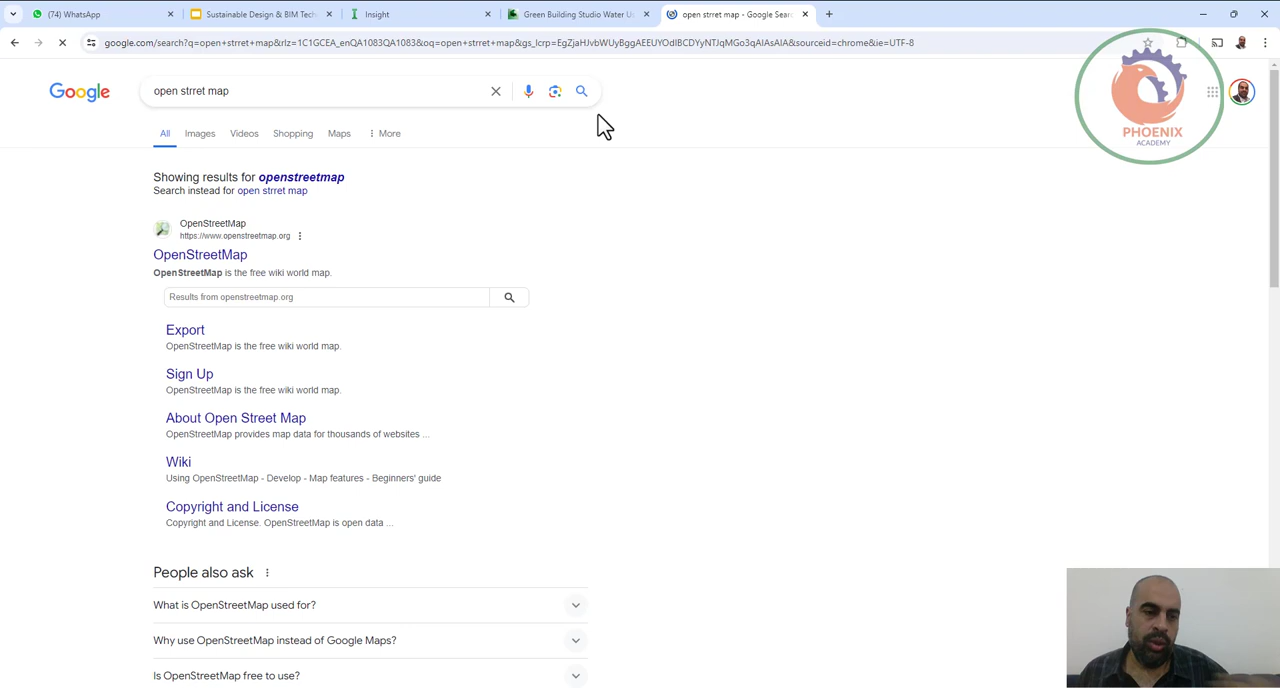 (74) WhatsApp
Sustainable Design & BIM Tech
Insight
Green Building Studio Water Us
open strret map - Google Sear
google.com/search?q=open+strret+map&rlz=1C1GCEA_enQA1083QA1083&oq=open+strret+map&gs_lcrp=EgZjaHJvbWUyBggAEEUYOdIBCDYyNTJqMGo3qAIAsAIA&sourceid=chrome&ie=UTF-8
Google
open strret map
PHOENIX
ACADEMY
All
Images
Videos
Shopping
Maps
More
Showing results for openstreetmap
Search instead for open strret map
OpenStreetMap
https://www.openstreetmap.org
OpenStreetMap
OpenStreetMap is the free wiki world map.
Results from openstreetmap.org
Export
OpenStreetMap is the free wiki world map.
Sign Up
OpenStreetMap is the free wiki world map.
About Open Street Map
OpenStreetMap provides map data for thousands of websites ...
Wiki
Using OpenStreetMap - Develop - Map features - Beginners' guide
Copyright and License
Copyright and License. OpenStreetMap is open data ...
People also ask
What is OpenStreetMap used for?
Why use OpenStreetMap instead of Google Maps?
Is OpenStreetMap free to use?